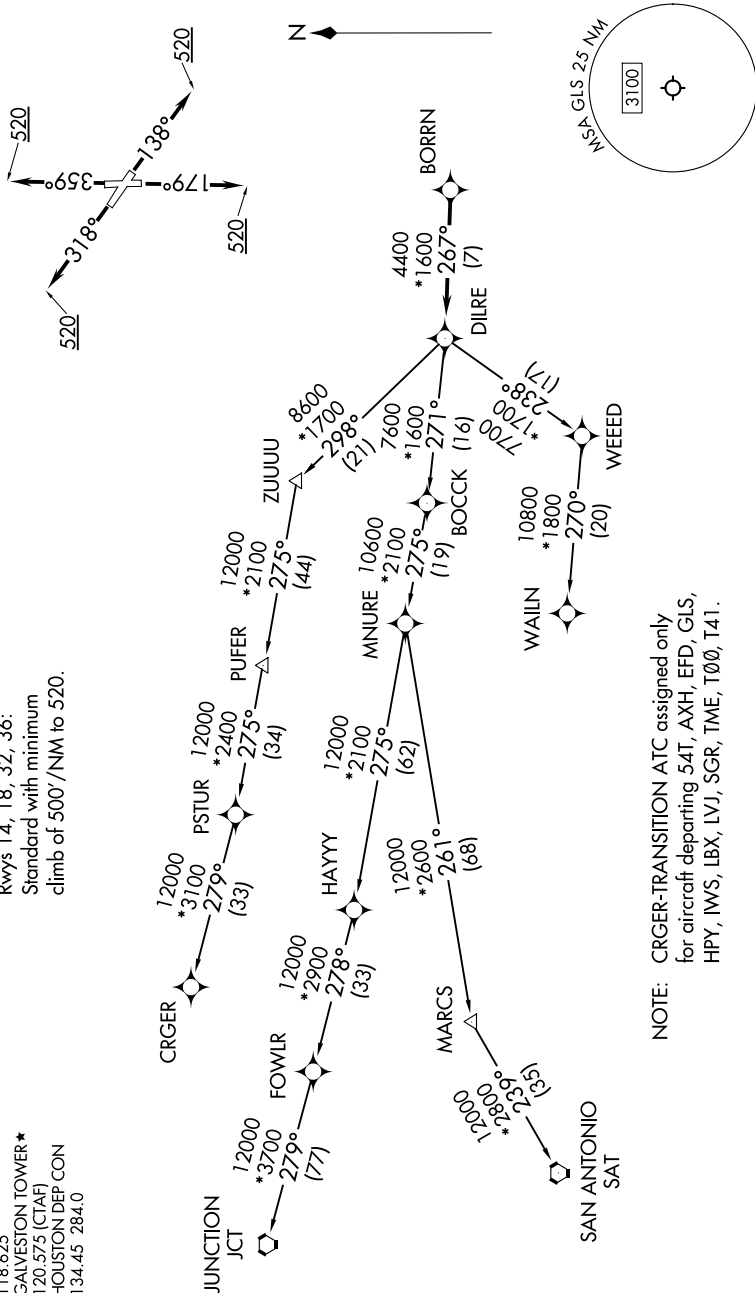 118.625
GALVESTON TOWER★
120.575 (CTAF)
HOUSTON DEP CON
134.45 284.0
Rwys 14, 18, 32, 36:
Standard with minimum
climb of 500'/NM to 520.
520
318°
359°
520
138°
520
179°
520
N
MSA GLS 25 NM
3100
BORRN
4400
*1600
267°
(7)
DILRE
8600
*1700
298°
(21)
ZUUUU
12000
*2100
275°
(44)
PUFER
12000
*2400
275°
(34)
PSTUR
12000
*3100
279°
(33)
CRGER
7600
*1600
271°
(16)
BOCCK
10600
*2100
275°
(19)
MNURE
12000
*2100
275°
(62)
HAYYY
12000
*2900
278°
(33)
FOWLR
12000
*3700
279°
(77)
JUNCTION
JCT
12000
*2600
261°
(68)
MARCS
12000
*2800
239°
(35)
SAN ANTONIO
SAT
7700
*1700
238°
(17)
WEEED
10800
*1800
270°
(20)
WAILN
NOTE: CRGER-TRANSITION ATC assigned only
for aircraft departing 54T, AXH, EFD, GLS,
HPY, IWS, LBX, LVJ, SGR, TME, TØØ, T41.